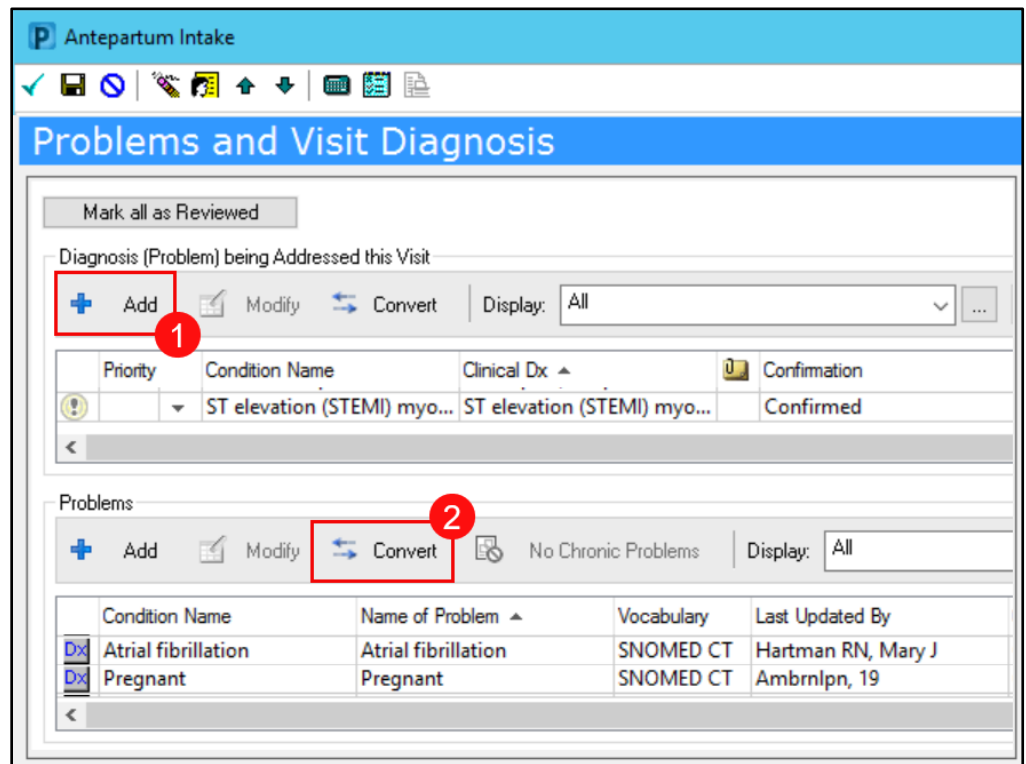 P Antepartum Intake
Problems and Visit Diagnosis
Mark all as Reviewed
Diagnosis (Problem) being Addressed this Visit
Add Modify Convert Display: All ...
1
Priority Condition Name Clinical Dx Confirmation
ST elevation (STEMI) myo... ST elevation (STEMI) myo... Confirmed
Problems
2
Add Modify Convert No Chronic Problems Display: All
Condition Name Name of Problem Vocabulary Last Updated By
Dx Atrial fibrillation Atrial fibrillation SNOMED CT Hartman RN, Mary J
Dx Pregnant Pregnant SNOMED CT Ambrnlpn, 19